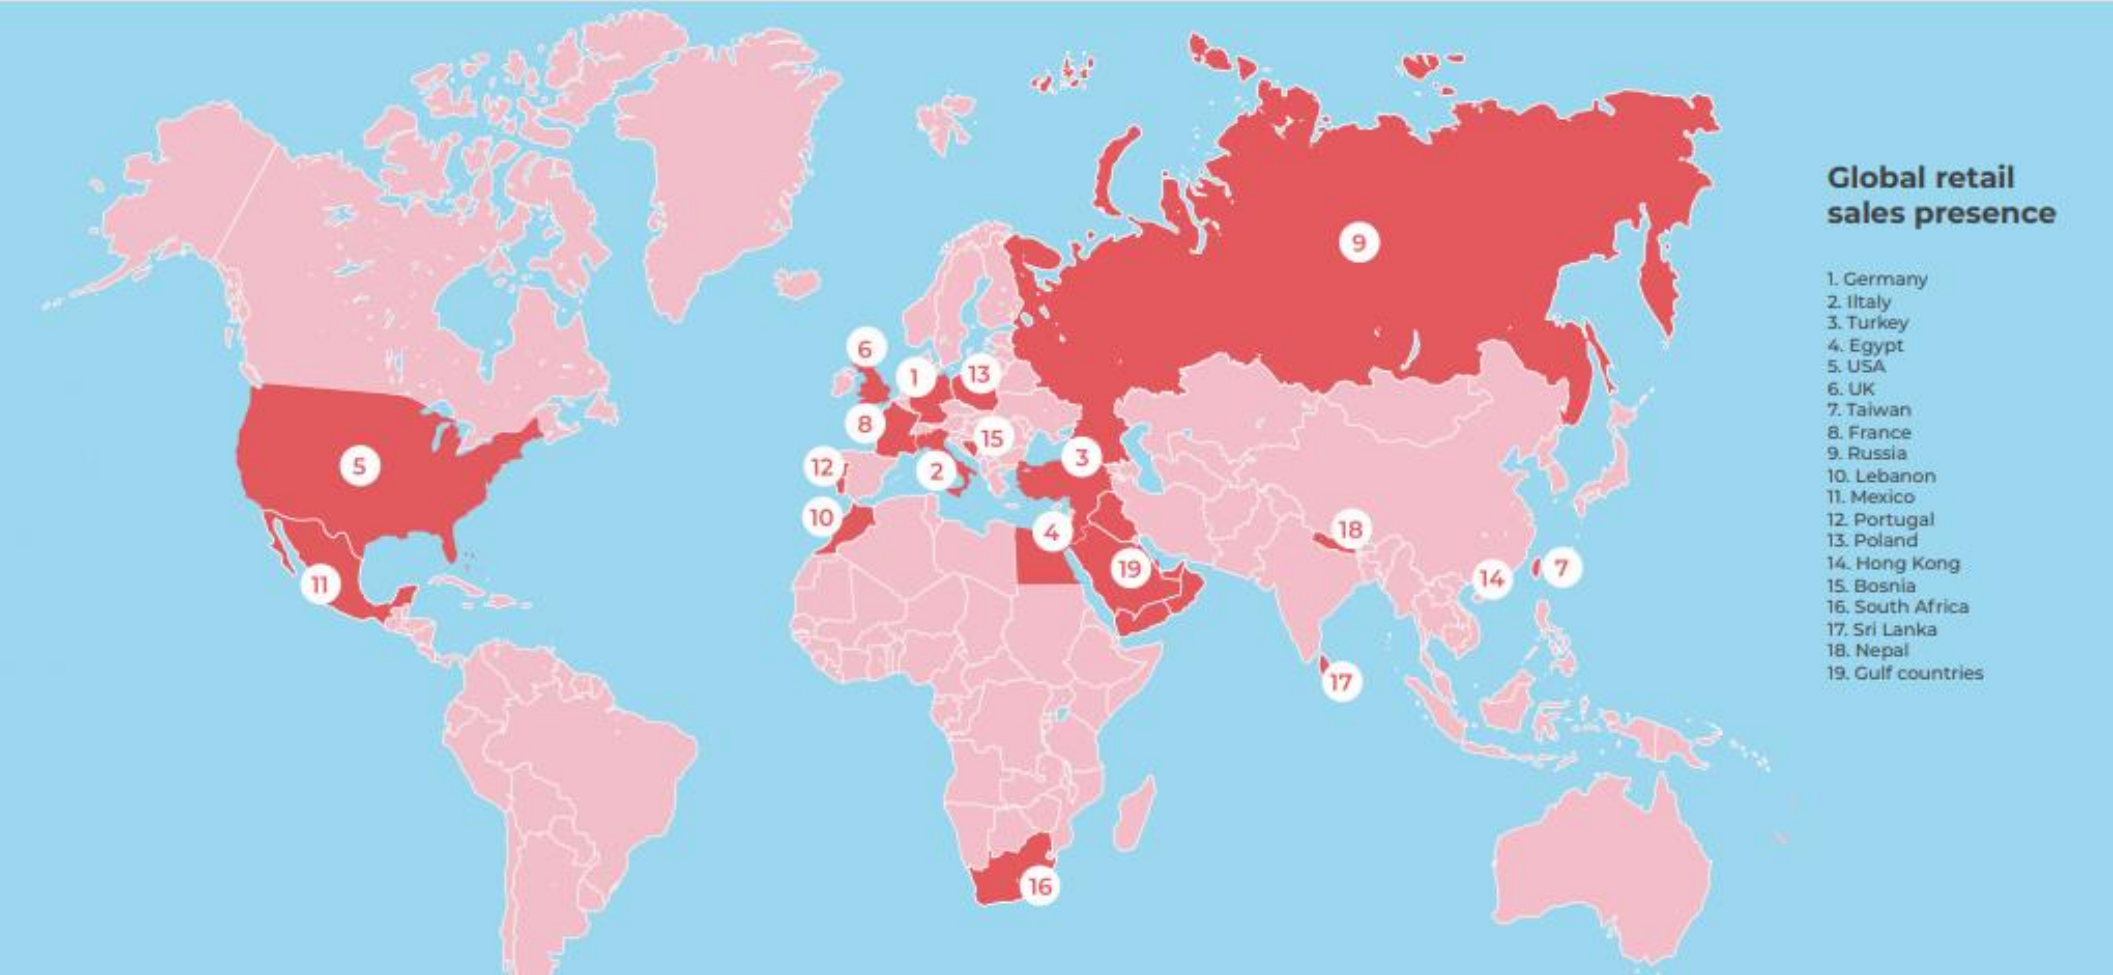 Global retail
sales presence
1. Germany
2. Iltaly
3. Turkey
4. Egypt
5. USA
6. UK
7. Taiwan
8. France
9. Russia
10. Lebanon
11. Mexico
12. Portugal
13. Poland
14. Hong Kong
15. Bosnia
16. South Africa
17. Sri Lanka
18. Nepal
19. Gulf countries
9
6
1
13
8
15
5
12
2
3
10
4
18
19
14
7
11
17
16